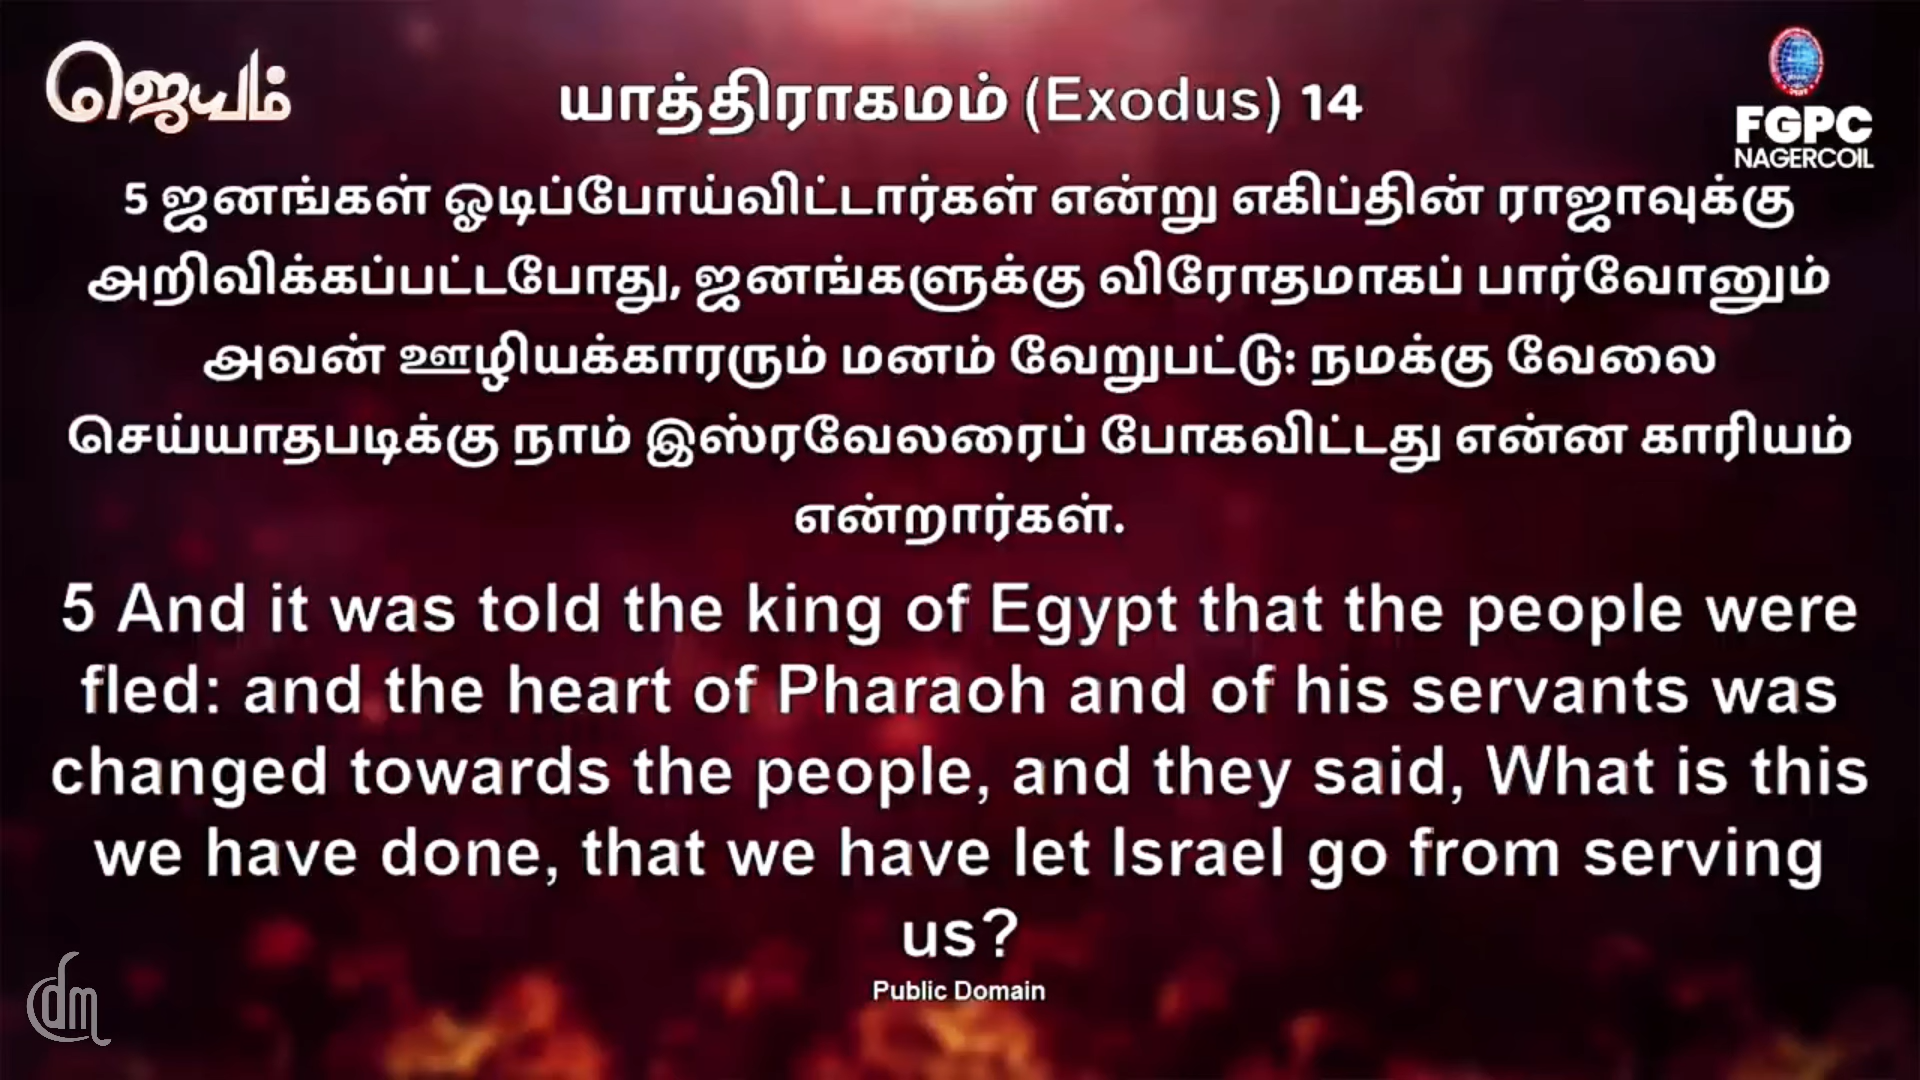 ஜெயம்
யாத்திராகமம் (Exodus) 14
FGPC
NAGERCOIL
5 ஜனங்கள் ஓடிப்போய்விட்டார்கள் என்று எகிப்தின் ராஜாவுக்கு
அறிவிக்கப்பட்டபோது, ஜனங்களுக்கு விரோதமாகப் பார்வோனும்
அவன் ஊழியக்காரரும் மனம் வேறுபட்டு: நமக்கு வேலை
செய்யாதபடிக்கு நாம் இஸ்ரவேலரைப் போகவிட்டது என்ன காரியம்
என்றார்கள்.
5 And it was told the king of Egypt that the people were
fled: and the heart of Pharaoh and of his servants was
changed towards the people, and they said, What is this
we have done, that we have let Israel go from serving
us?
Public Domain
dm